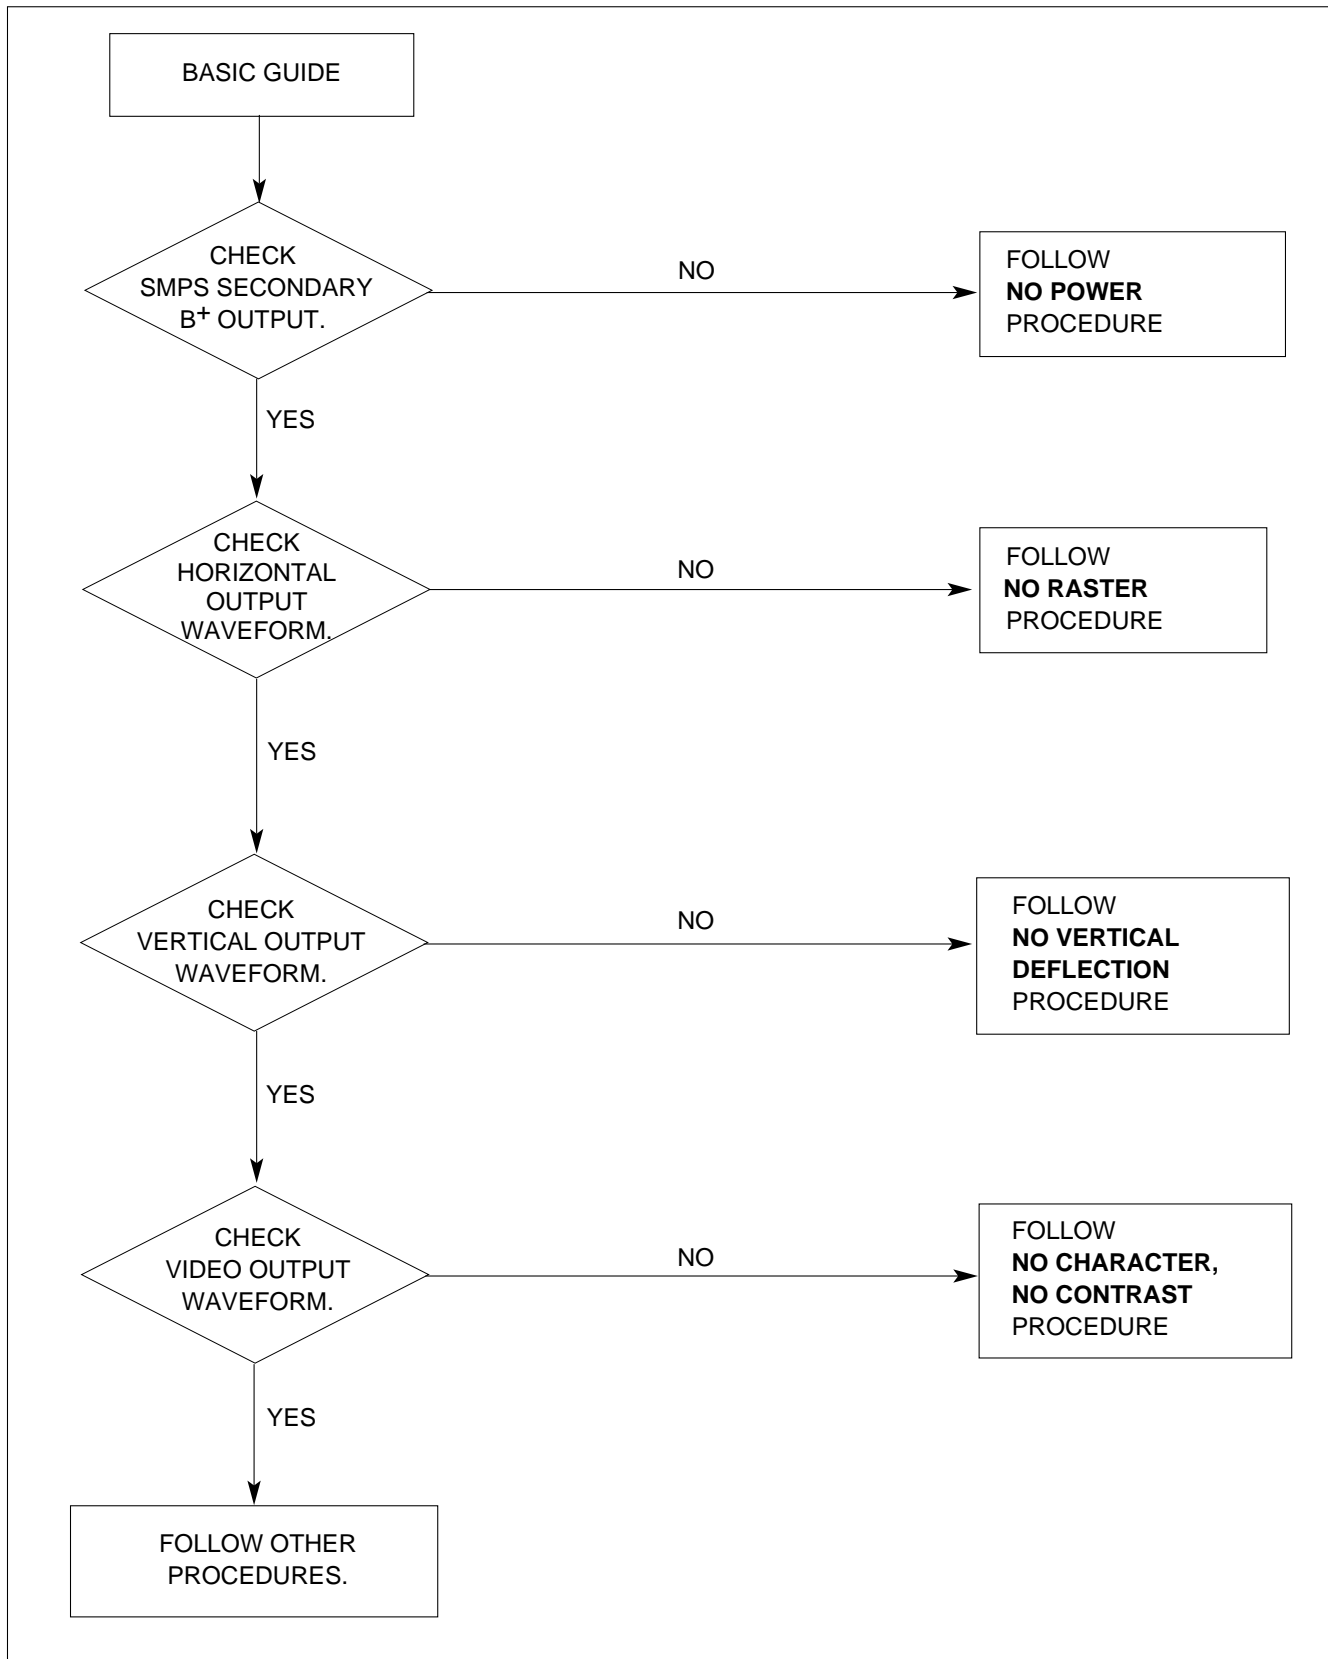 BASIC GUIDE
CHECK
SMPS SECONDARY
B+ OUTPUT.
NO
FOLLOW
NO POWER
PROCEDURE
YES
CHECK
HORIZONTAL
OUTPUT
WAVEFORM.
NO
FOLLOW
NO RASTER
PROCEDURE
YES
CHECK
VERTICAL OUTPUT
WAVEFORM.
NO
FOLLOW
NO VERTICAL
DEFLECTION
PROCEDURE
YES
CHECK
VIDEO OUTPUT
WAVEFORM.
NO
FOLLOW
NO CHARACTER,
NO CONTRAST
PROCEDURE
YES
FOLLOW OTHER
PROCEDURES.